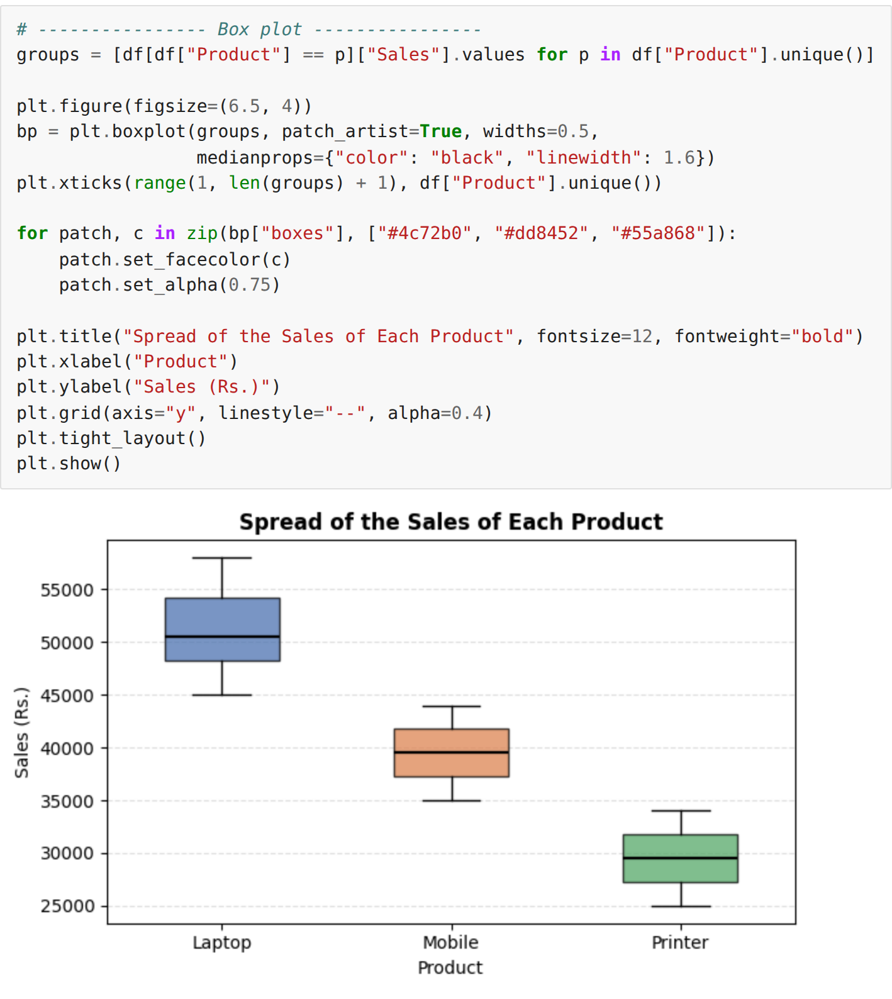 # ---------------- Box plot ----------------
groups = [df[df["Product"] == p]["Sales"].values for p in df["Product"].unique()]
plt.figure(figsize=(6.5, 4))
bp = plt.boxplot(groups, patch_artist=True, widths=0.5,
                 medianprops={"color": "black", "linewidth": 1.6})
plt.xticks(range(1, len(groups) + 1), df["Product"].unique())
for patch, c in zip(bp["boxes"], ["#4c72b0", "#dd8452", "#55a868"]):
    patch.set_facecolor(c)
    patch.set_alpha(0.75)
plt.title("Spread of the Sales of Each Product", fontsize=12, fontweight="bold")
plt.xlabel("Product")
plt.ylabel("Sales (Rs.)")
plt.grid(axis="y", linestyle="--", alpha=0.4)
plt.tight_layout()
plt.show()
Spread of the Sales of Each Product
Sales (Rs.)
55000
50000
45000
40000
35000
30000
25000
Laptop Mobile Printer
Product